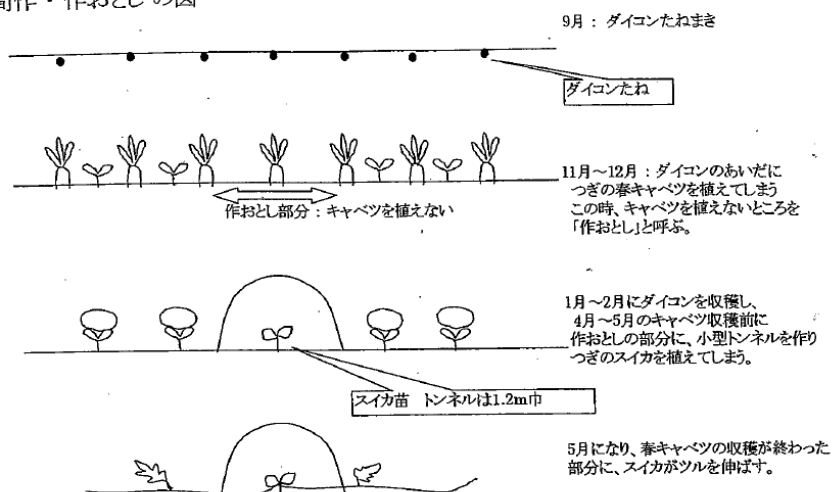 間作・作おとしの図
9月：ダイコンたねまき
ダイコンたね
11月～12月：ダイコンのあいだに
つぎの春キャベツを植えてしまう
この時、キャベツを植えないところを
「作おとし」と呼ぶ。
作おとし部分：キャベツを植えない
1月～2月にダイコンを収穫し、
4月～5月のキャベツ収穫前に
作おとしの部分に、小型トンネルを作り
つぎのスイカを植えてしまう。
スイカ苗 トンネルは1.2m巾
5月になり、春キャベツの収穫が終わった
部分に、スイカがツルを伸ばす。